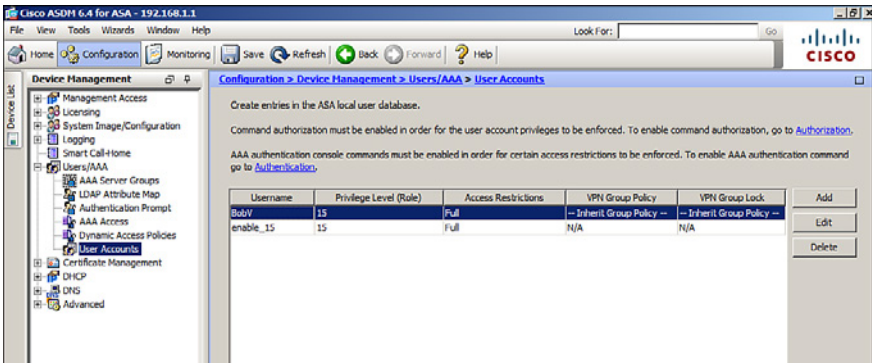 Cisco ASDM 6.4 for ASA - 192.168.1.1
File View Tools Wizards Window Help
Look For:
Go
Home Configuration Monitoring Save Refresh Back Forward Help
CISCO
Device List
Device Management
Management Access
Licensing
System Image/Configuration
Logging
Smart Call-Home
Users/AAA
AAA Server Groups
LDAP Attribute Map
Authentication Prompt
AAA Access
Dynamic Access Policies
User Accounts
Certificate Management
DHCP
DNS
Advanced
Configuration > Device Management > Users/AAA > User Accounts
Create entries in the ASA local user database.
Command authorization must be enabled in order for the user account privileges to be enforced. To enable command authorization, go to Authorization.
AAA authentication console commands must be enabled in order for certain access restrictions to be enforced. To enable AAA authentication command
go to Authentication.
Username Privilege Level (Role) Access Restrictions VPN Group Policy VPN Group Lock
BobV 15 Full -- Inherit Group Policy -- -- Inherit Group Policy --
enable_15 15 Full N/A N/A
Add
Edit
Delete